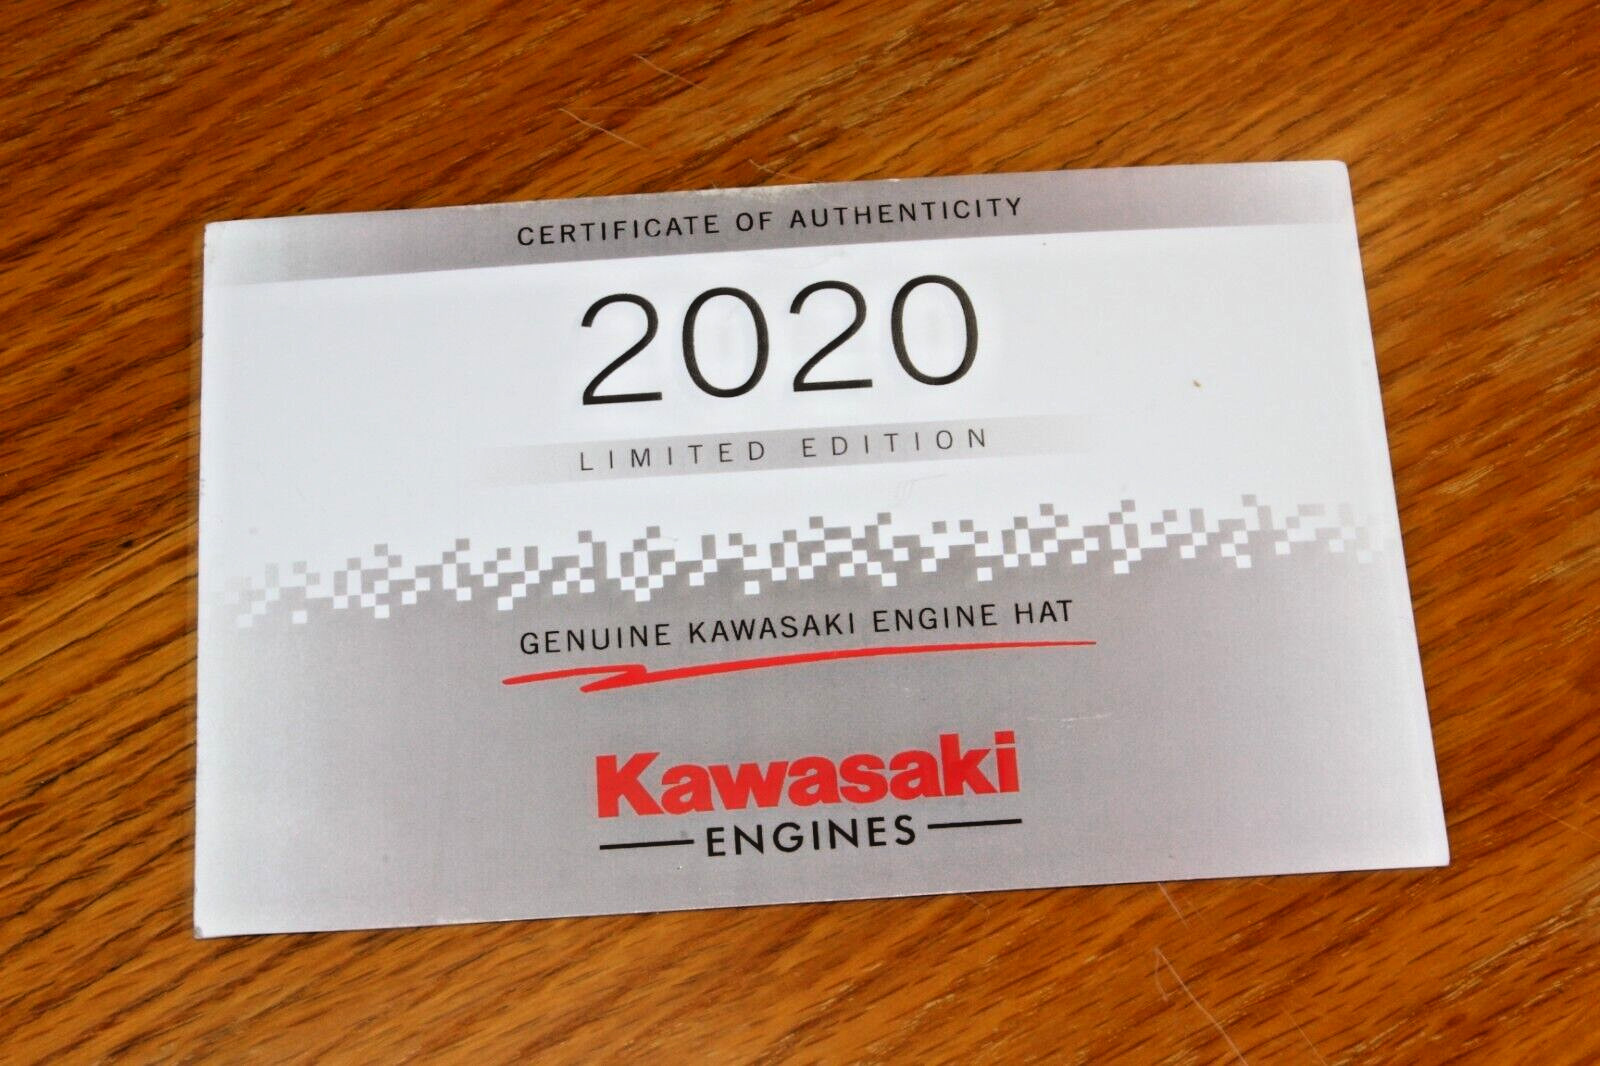 CERTIFICATE OF AUTHENTICITY
2020
LIMITED EDITION
GENUINE KAWASAKI ENGINE HAT
Kawasaki
ENGINES